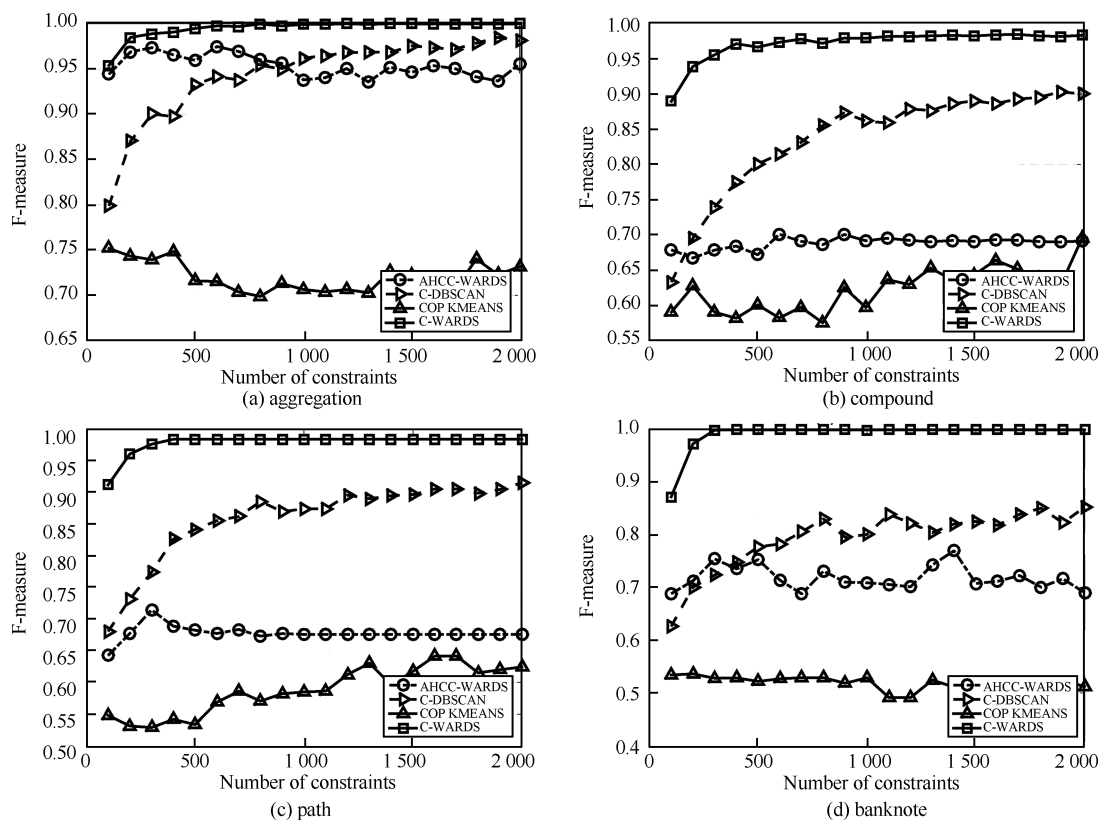 1.00
0.95
0.90
0.85
0.80
0.75
0.70
0.65
F-measure
0
500
1 000
1 500
2 000
Number of constraints
(a) aggregation
AHCC-WARDS
C-DBSCAN
COP KMEANS
C-WARDS
1.00
0.95
0.90
0.85
0.80
0.75
0.70
0.65
0.60
0.55
F-measure
0
500
1 000
1 500
2 000
Number of constraints
(b) compound
AHCC-WARDS
C-DBSCAN
COP KMEANS
C-WARDS
1.00
0.95
0.90
0.85
0.80
0.70
0.65
0.60
0.55
0.50
F-measure
0
500
1 000
1 500
2 000
Number of constraints
(c) path
AHCC-WARDS
C-DBSCAN
COP KMEANS
C-WARDS
1.0
0.9
0.8
0.7
0.6
0.5
0.4
F-measure
0
500
1 000
1 500
2 000
Number of constraints
(d) banknote
AHCC-WARDS
C-DBSCAN
COP KMEANS
C-WARDS